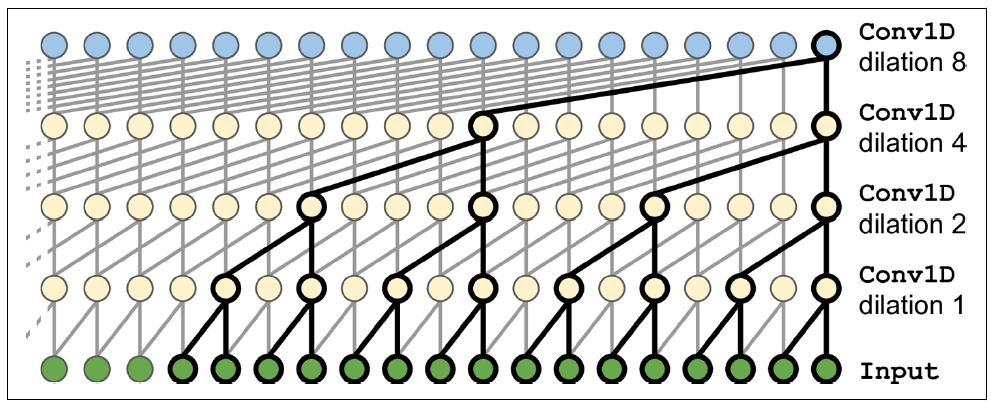 Conv1D
dilation 8
Conv1D
dilation 4
Conv1D
dilation 2
Conv1D
dilation 1
Input